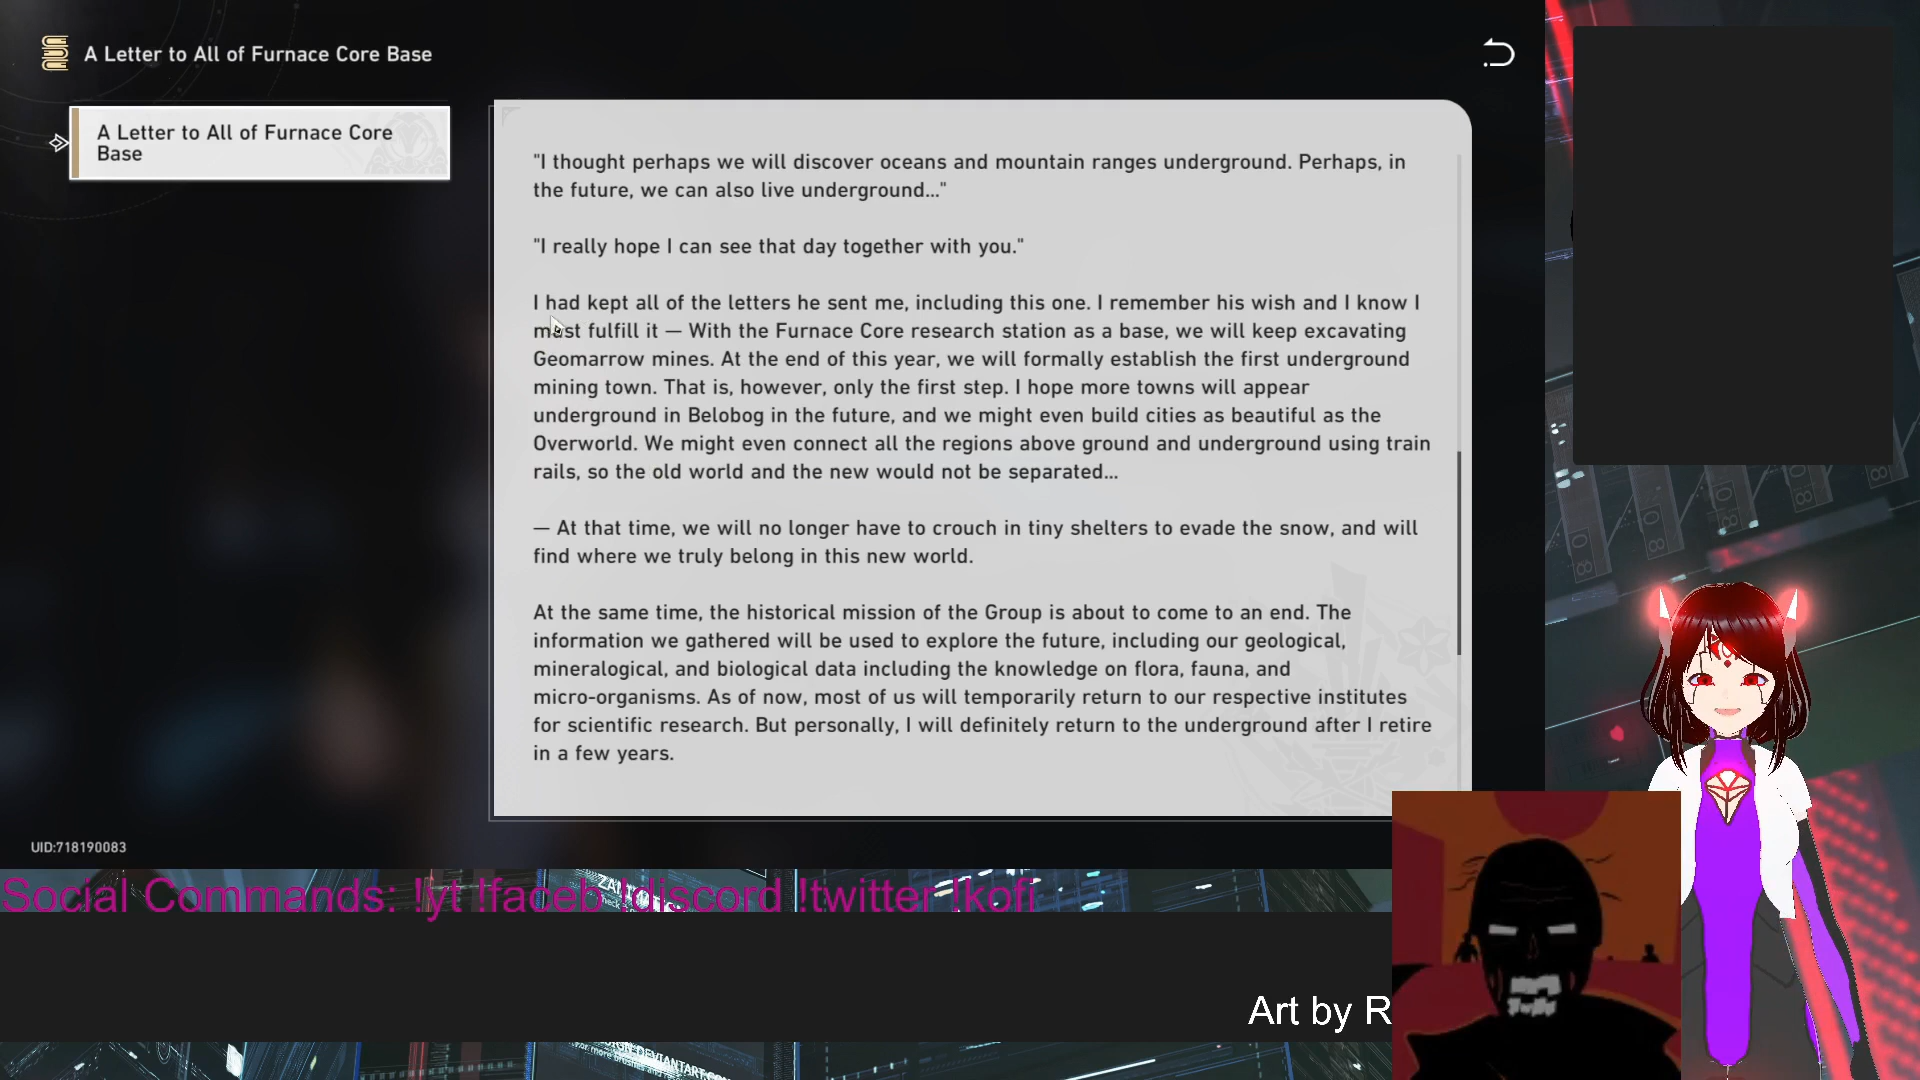 A Letter to All of Furnace Core Base
A Letter to All of Furnace Core
Base
"I thought perhaps we will discover oceans and mountain ranges underground. Perhaps, in
the future, we can also live underground..."
"I really hope I can see that day together with you."
I had kept all of the letters he sent me, including this one. I remember his wish and I know I
must fulfill it — With the Furnace Core research station as a base, we will keep excavating
Geomarrow mines. At the end of this year, we will formally establish the first underground
mining town. That is, however, only the first step. I hope more towns will appear
underground in Belobog in the future, and we might even build cities as beautiful as the
Overworld. We might even connect all the regions above ground and underground using train
rails, so the old world and the new would not be separated...
— At that time, we will no longer have to crouch in tiny shelters to evade the snow, and will
find where we truly belong in this new world.
At the same time, the historical mission of the Group is about to come to an end. The
information we gathered will be used to explore the future, including our geological,
mineralogical, and biological data including the knowledge on flora, fauna, and
micro-organisms. As of now, most of us will temporarily return to our respective institutes
for scientific research. But personally, I will definitely return to the underground after I retire
in a few years.
UID:718190083
Social Commands: !yt !faceb !discord !twitter !kofi
Art by R